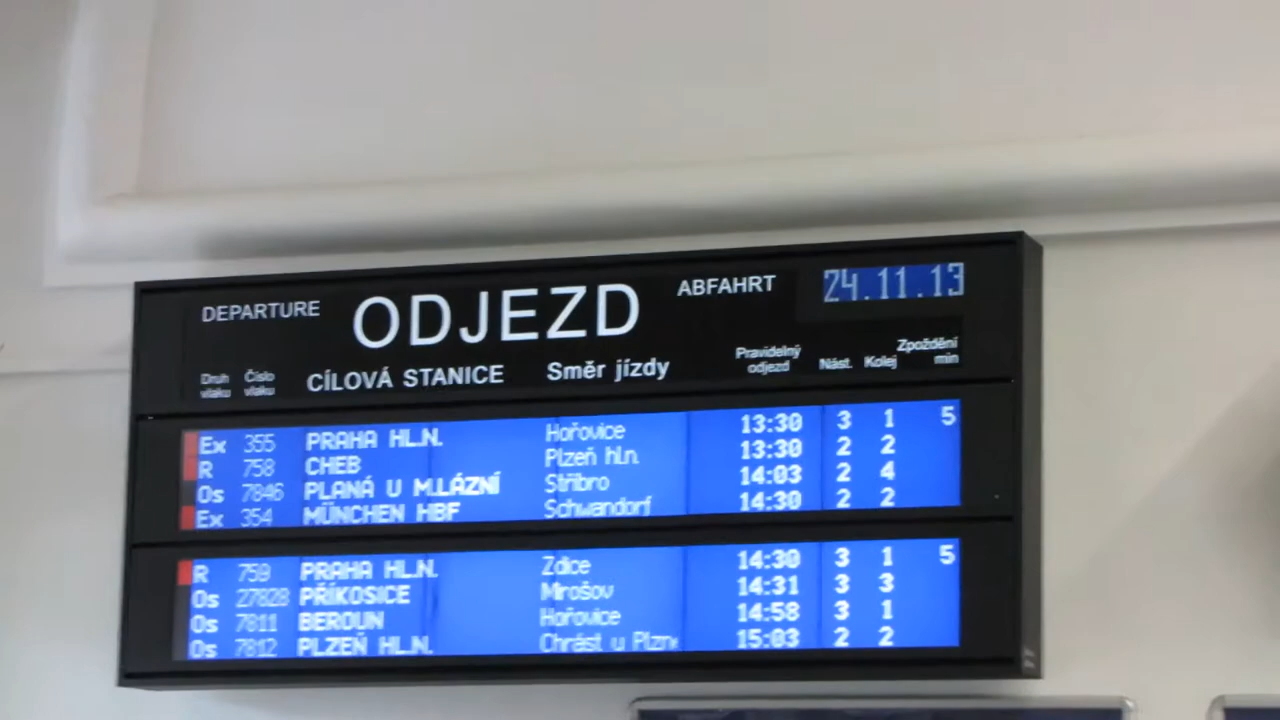 DEPARTURE ODJEZD ABFAHRT 24.11.13
Druh vlaku Číslo vlaku CÍLOVÁ STANICE Směr jízdy Pravidelný odjezd Nást. Kolej Zpoždění min
Ex 355 PRAHA HL.N. Hořovice 13:30 3 1 5
R 758 CHEB Plzeň hl.n. 13:30 2 2
Os 7846 PLANÁ U M.LÁZNÍ Stříbro 14:03 2 4
Ex 354 MÜNCHEN HBF Schwandorf 14:30 2 2
R 759 PRAHA HL.N. Zdice 14:30 3 1 5
Os 27828 PŘÍKOSICE Mirošov 14:31 3 3
Os 7811 BEROUN Hořovice 14:58 3 1
Os 7812 PLZEŇ HL.N. Chrást u Plzn 15:03 2 2